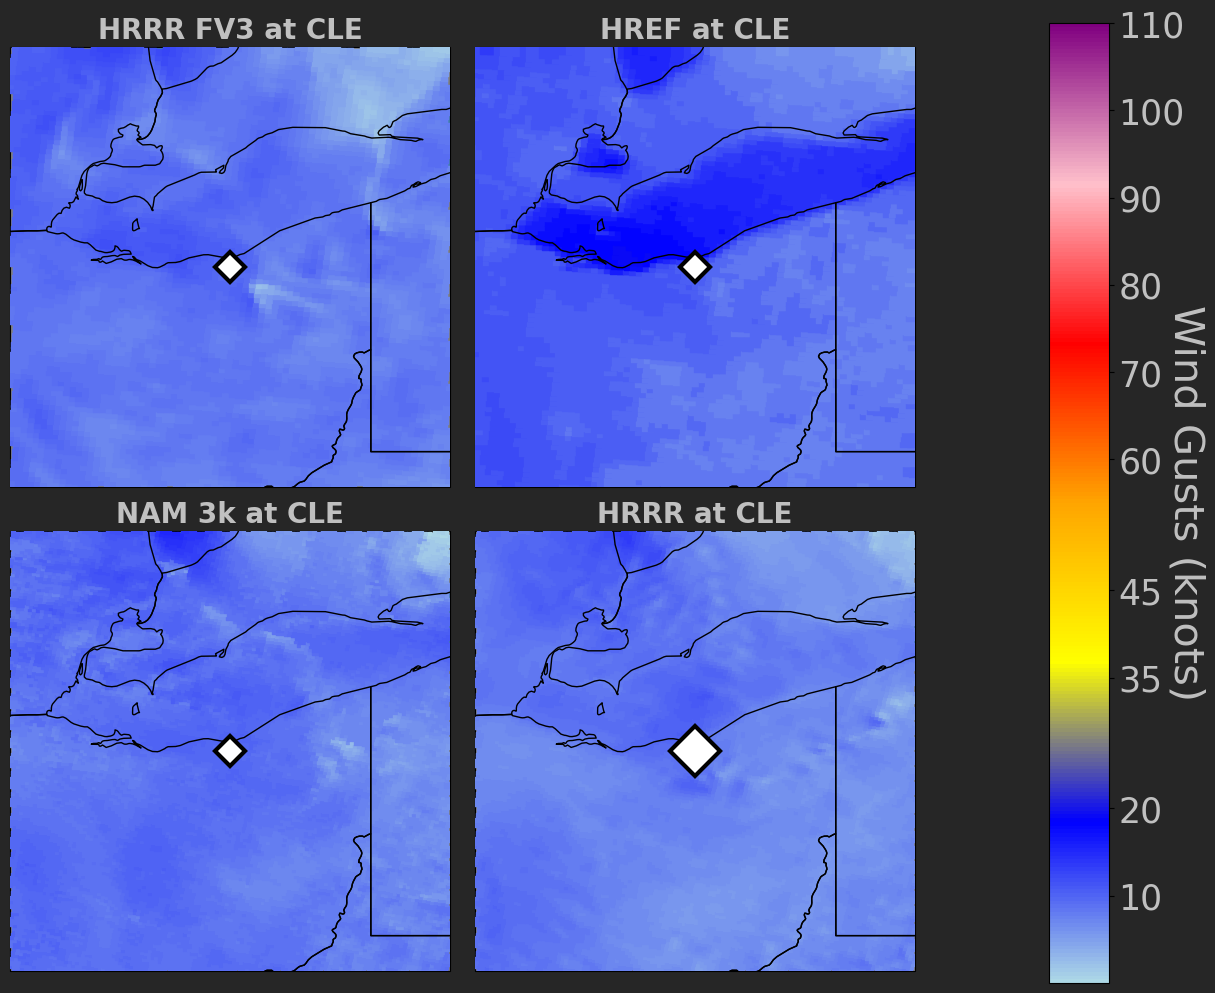 HRRR FV3 at CLE
HREF at CLE
NAM 3k at CLE
HRRR at CLE
110
100
90
80
70
60
45
35
20
10
Wind Gusts (knots)